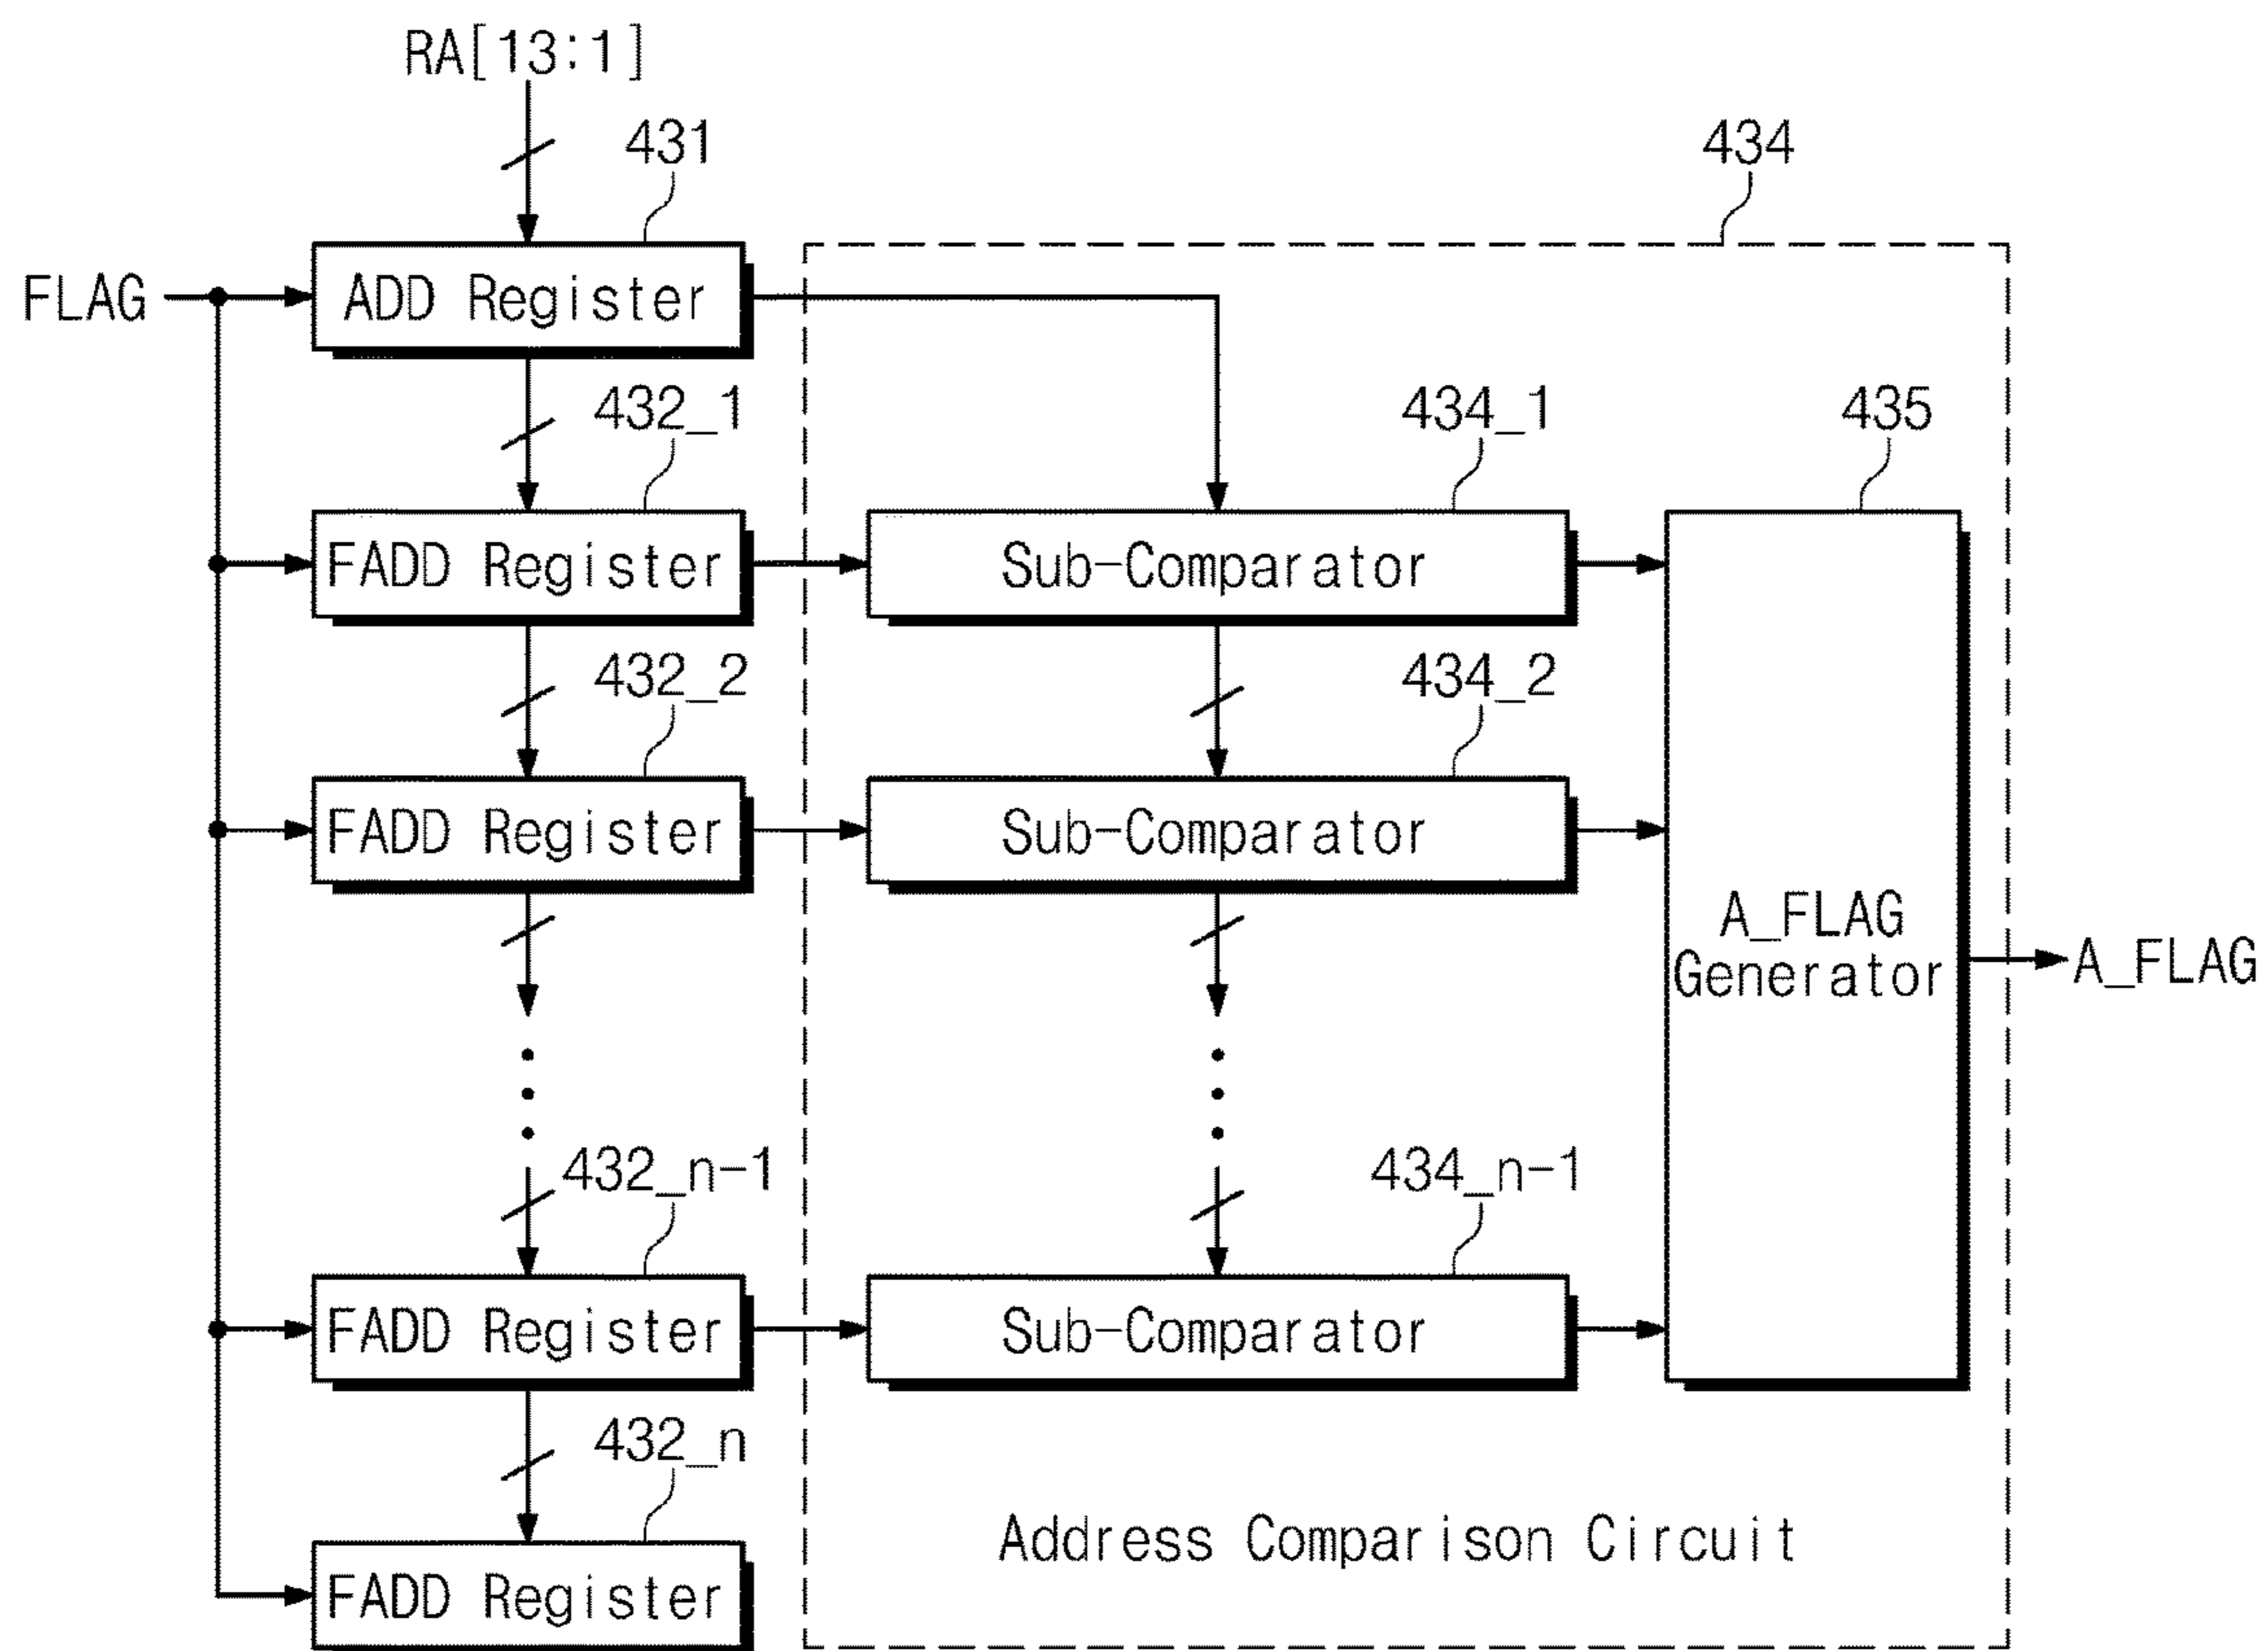 RA[13:1]
431
434
FLAG
ADD Register
432_1
434_1
435
FADD Register
Sub-Comparator
432_2
434_2
FADD Register
Sub-Comparator
A_FLAG
Generator
A_FLAG
432_n-1
434_n-1
FADD Register
Sub-Comparator
432_n
Address Comparison Circuit
FADD Register